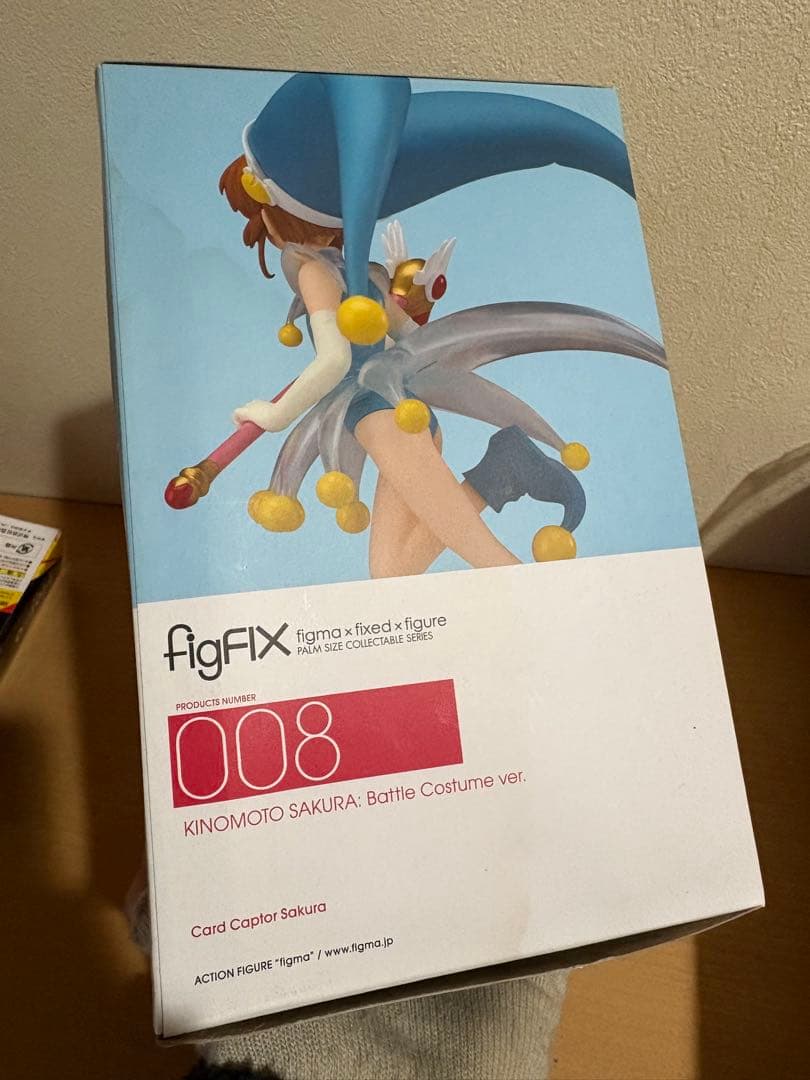 figFIX
figma×fixed×figure
PALM SIZE COLLECTABLE SERIES
PRODUCTS NUMBER
008
KINOMOTO SAKURA: Battle Costume ver.
Card Captor Sakura
ACTION FIGURE "figma" / www.figma.jp